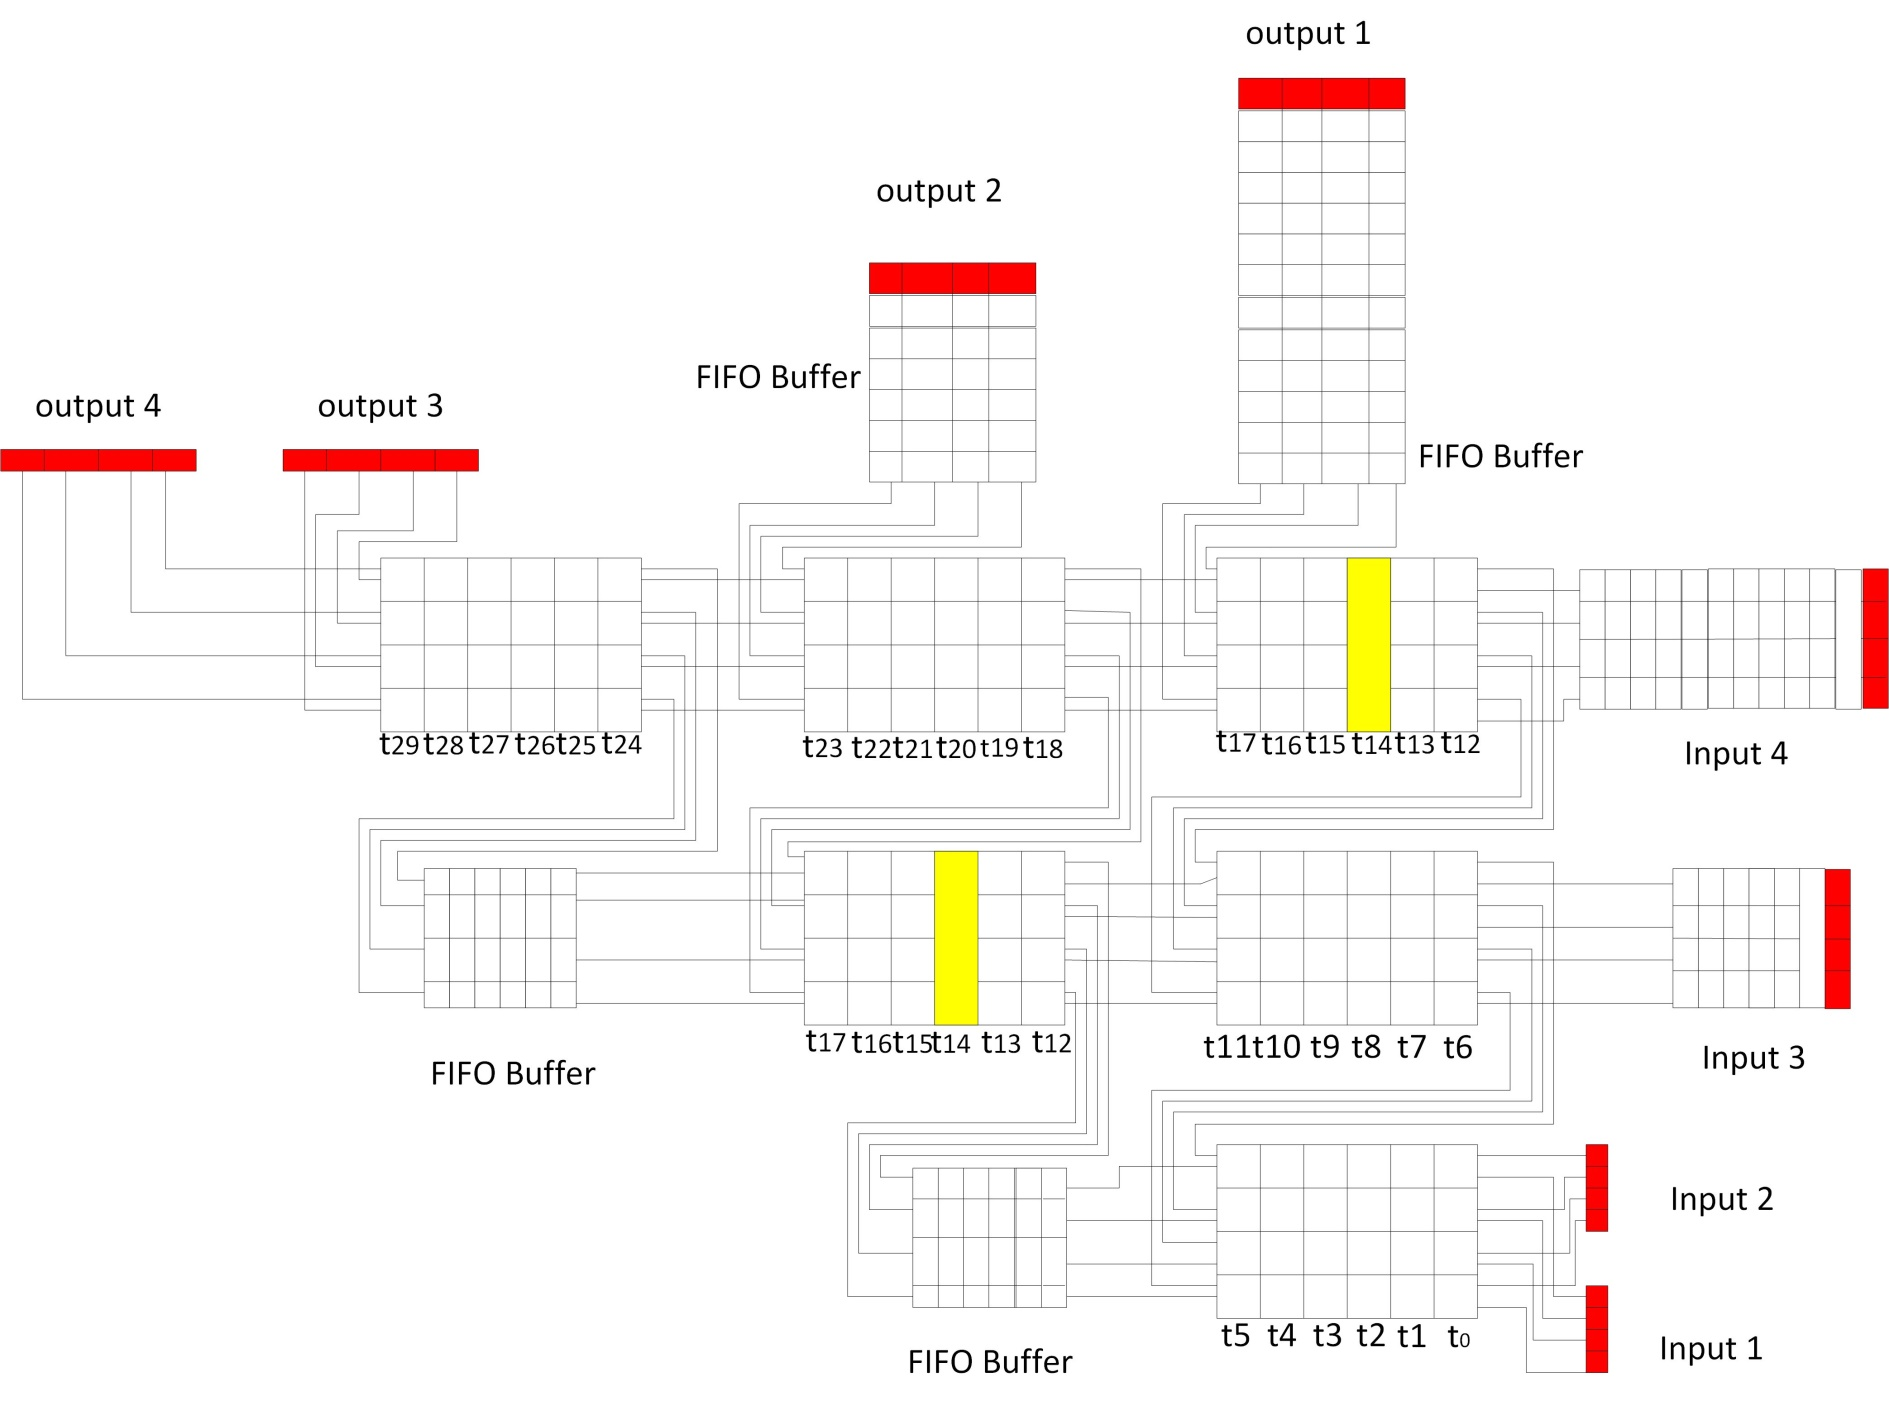 output 1
output 2
FIFO Buffer
output 4
output 3
FIFO Buffer
t29 t28 t27 t26 t25 t24
t23 t22 t21 t20 t19 t18
t17 t16 t15 t14 t13 t12
Input 4
t17 t16 t15 t14 t13 t12
t11 t10 t9 t8 t7 t6
Input 3
FIFO Buffer
Input 2
t5 t4 t3 t2 t1 t0
Input 1
FIFO Buffer